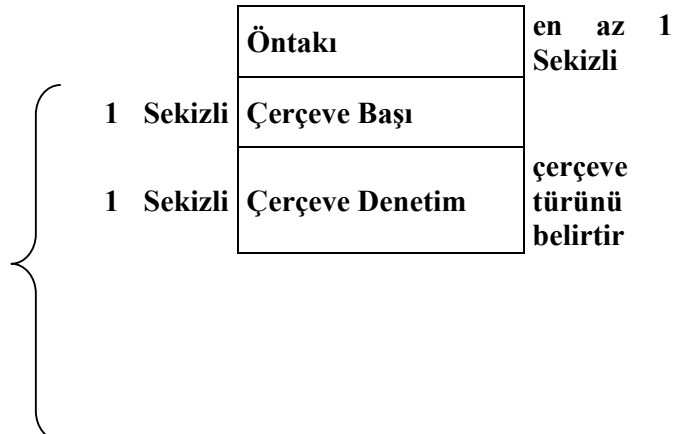 Öntakı
en az 1
Sekizli
1 Sekizli
Çerçeve Başı
1 Sekizli
Çerçeve Denetim
çerçeve
türünü
belirtir